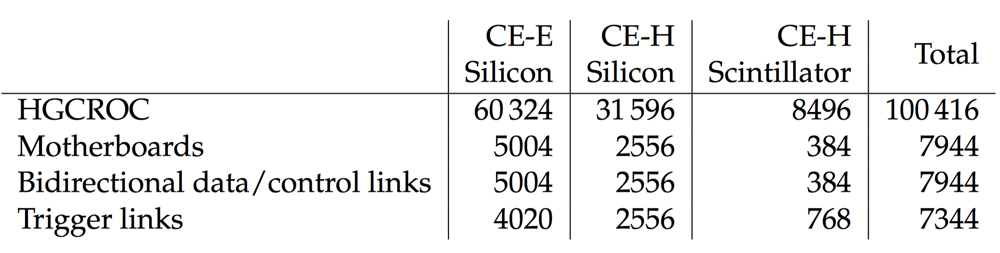 CE-E CE-H CE-H Total
Silicon Silicon Scintillator
HGCROC 60 324 31 596 8496 100 416
Motherboards 5004 2556 384 7944
Bidirectional data/control links 5004 2556 384 7944
Trigger links 4020 2556 768 7344